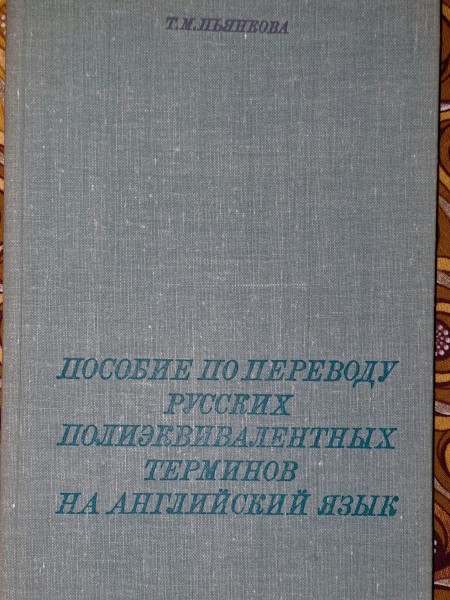 Т.М.ПЬЯНКОВА
ПОСОБИЕ ПО ПЕРЕВОДУ
РУССКИХ
ПОЛИЭКВИВАЛЕНТНЫХ
ТЕРМИНОВ
НА АНГЛИЙСКИЙ ЯЗЫК